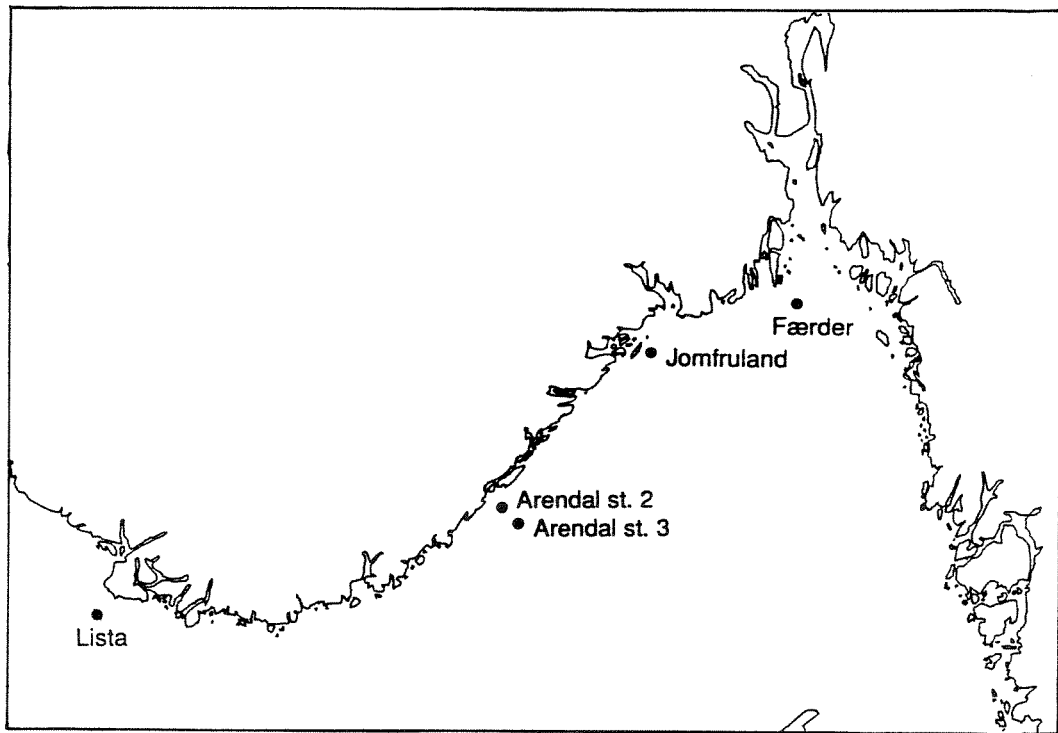 Færder
Jomfruland
Arendal st. 2
Arendal st. 3
Lista